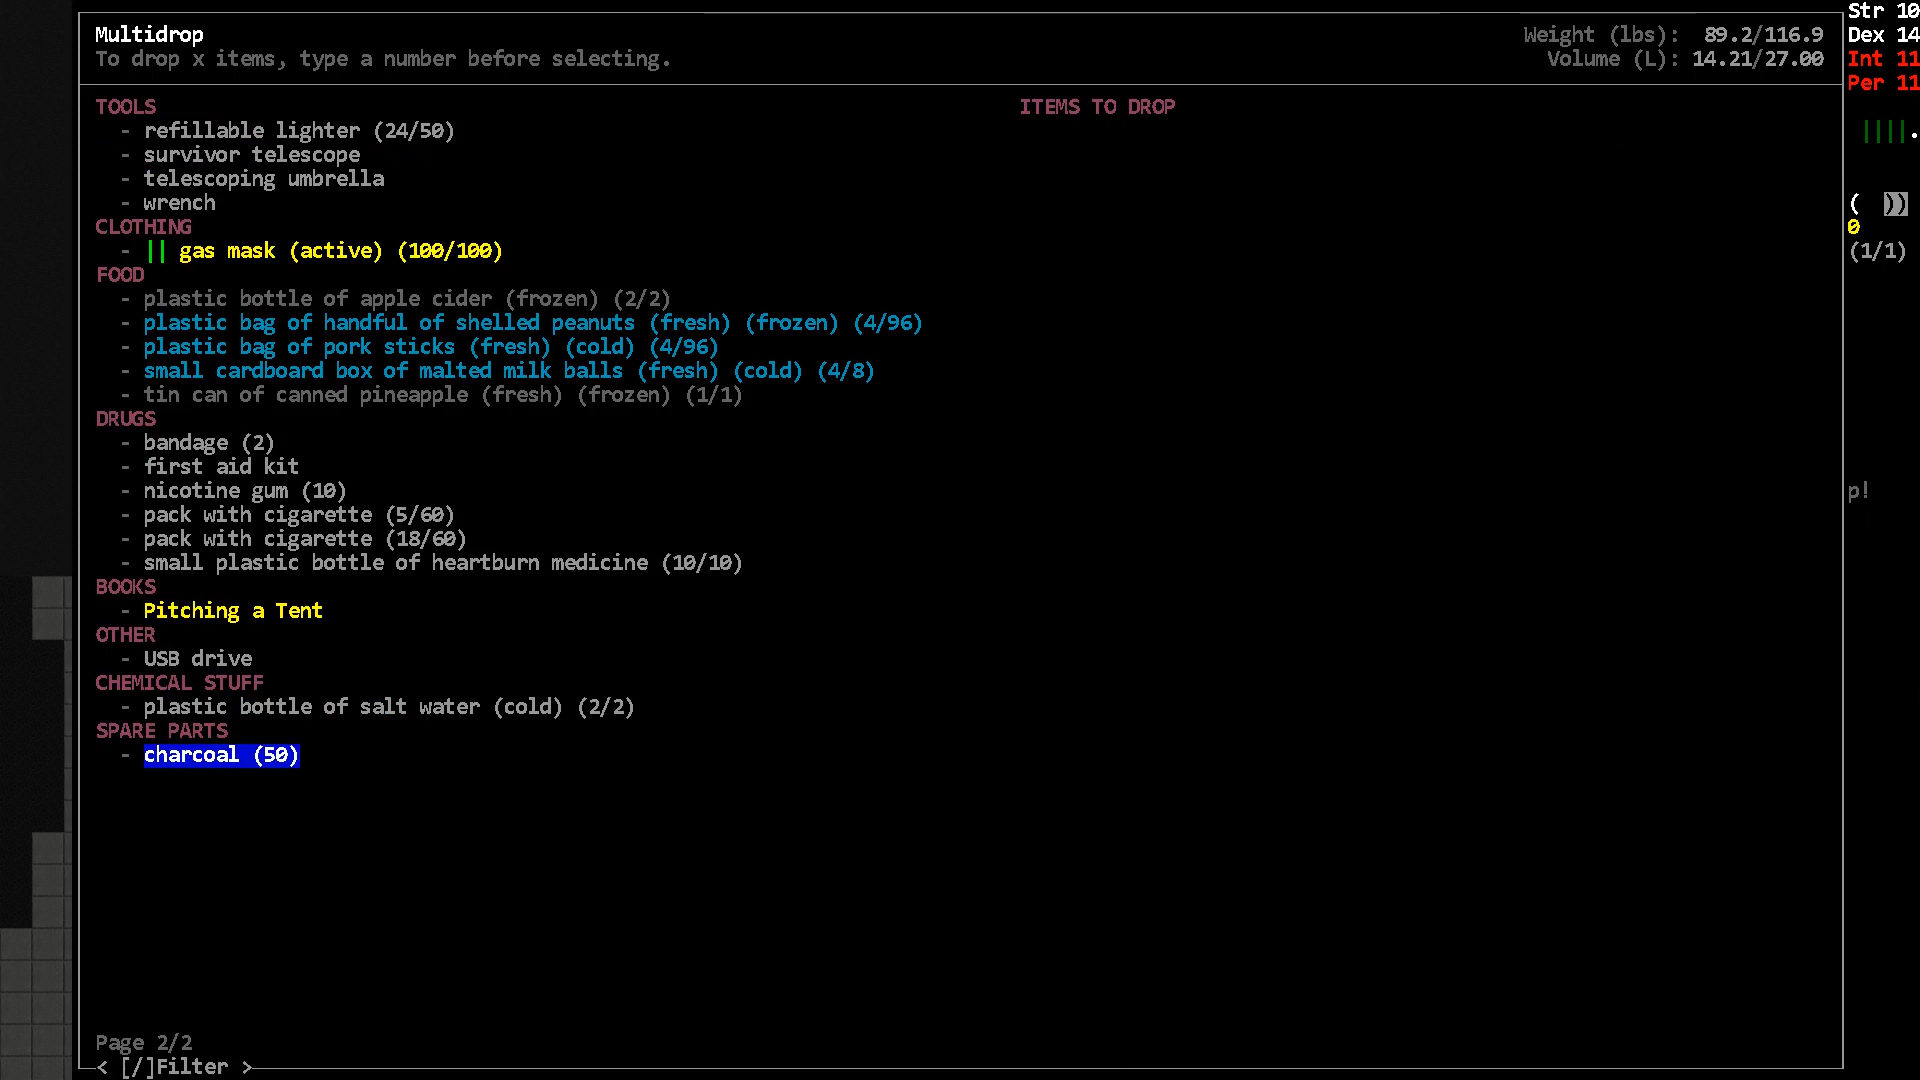 Multidrop
To drop x items, type a number before selecting.
Weight (lbs): 89.2/116.9
Volume (L): 14.21/27.00
TOOLS
- refillable lighter (24/50)
- survivor telescope
- telescoping umbrella
- wrench
CLOTHING
- || gas mask (active) (100/100)
FOOD
- plastic bottle of apple cider (frozen) (2/2)
- plastic bag of handful of shelled peanuts (fresh) (frozen) (4/96)
- plastic bag of pork sticks (fresh) (cold) (4/96)
- small cardboard box of malted milk balls (fresh) (cold) (4/8)
- tin can of canned pineapple (fresh) (frozen) (1/1)
DRUGS
- bandage (2)
- first aid kit
- nicotine gum (10)
- pack with cigarette (5/60)
- pack with cigarette (18/60)
- small plastic bottle of heartburn medicine (10/10)
BOOKS
- Pitching a Tent
OTHER
- USB drive
CHEMICAL STUFF
- plastic bottle of salt water (cold) (2/2)
SPARE PARTS
- charcoal (50)
Page 2/2
< [/]Filter >
ITEMS TO DROP
Str 10
Dex 14
Int 11
Per 11
||||.
( ))
0
(1/1)
p!